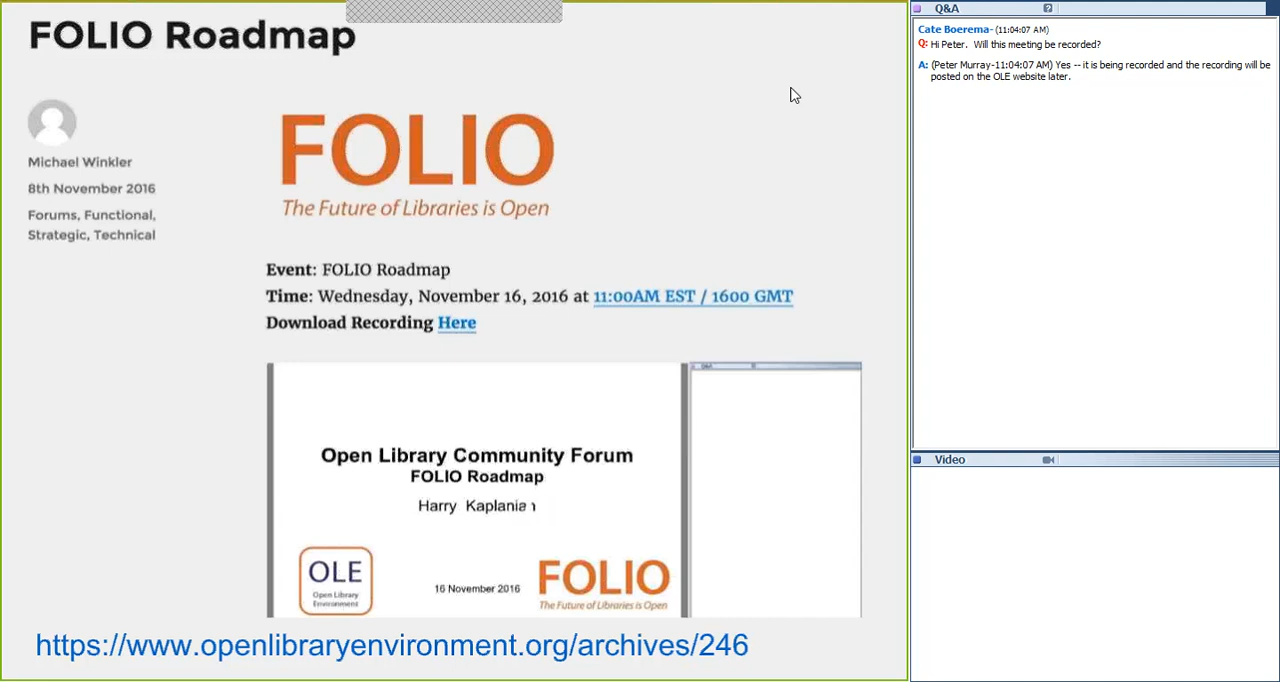 FOLIO Roadmap
Michael Winkler
8th November 2016
Forums, Functional,
Strategic, Technical
FOLIO
The Future of Libraries is Open
Event: FOLIO Roadmap
Time: Wednesday, November 16, 2016 at 11:00AM EST / 1600 GMT
Download Recording Here
Q&A
Open Library Community Forum
FOLIO Roadmap
Harry Kaplanian
OLE
Open Library
Environment
16 November 2016
FOLIO
The Future of Libraries is Open
https://www.openlibraryenvironment.org/archives/246
Q&A
?
Cate Boerema- (11:04:07 AM)
Q: Hi Peter. Will this meeting be recorded?
A: (Peter Murray-11:04:07 AM) Yes -- it is being recorded and the recording will be
posted on the OLE website later.
Video